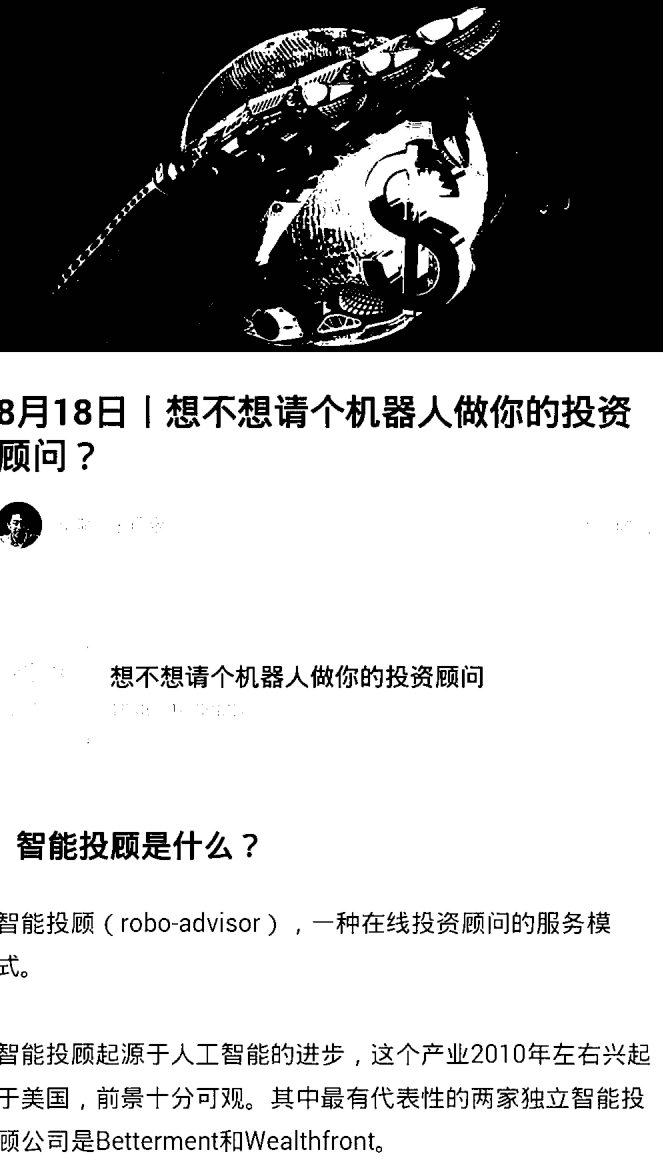 8月18日丨想不想请个机器人做你的投资
顾问？
想不想请个机器人做你的投资顾问
智能投顾是什么？
智能投顾（robo-advisor），一种在线投资顾问的服务模
式。
智能投顾起源于人工智能的进步，这个产业2010年左右兴起
于美国，前景十分可观。其中最有代表性的两家独立智能投
顾公司是Betterment和Wealthfront。